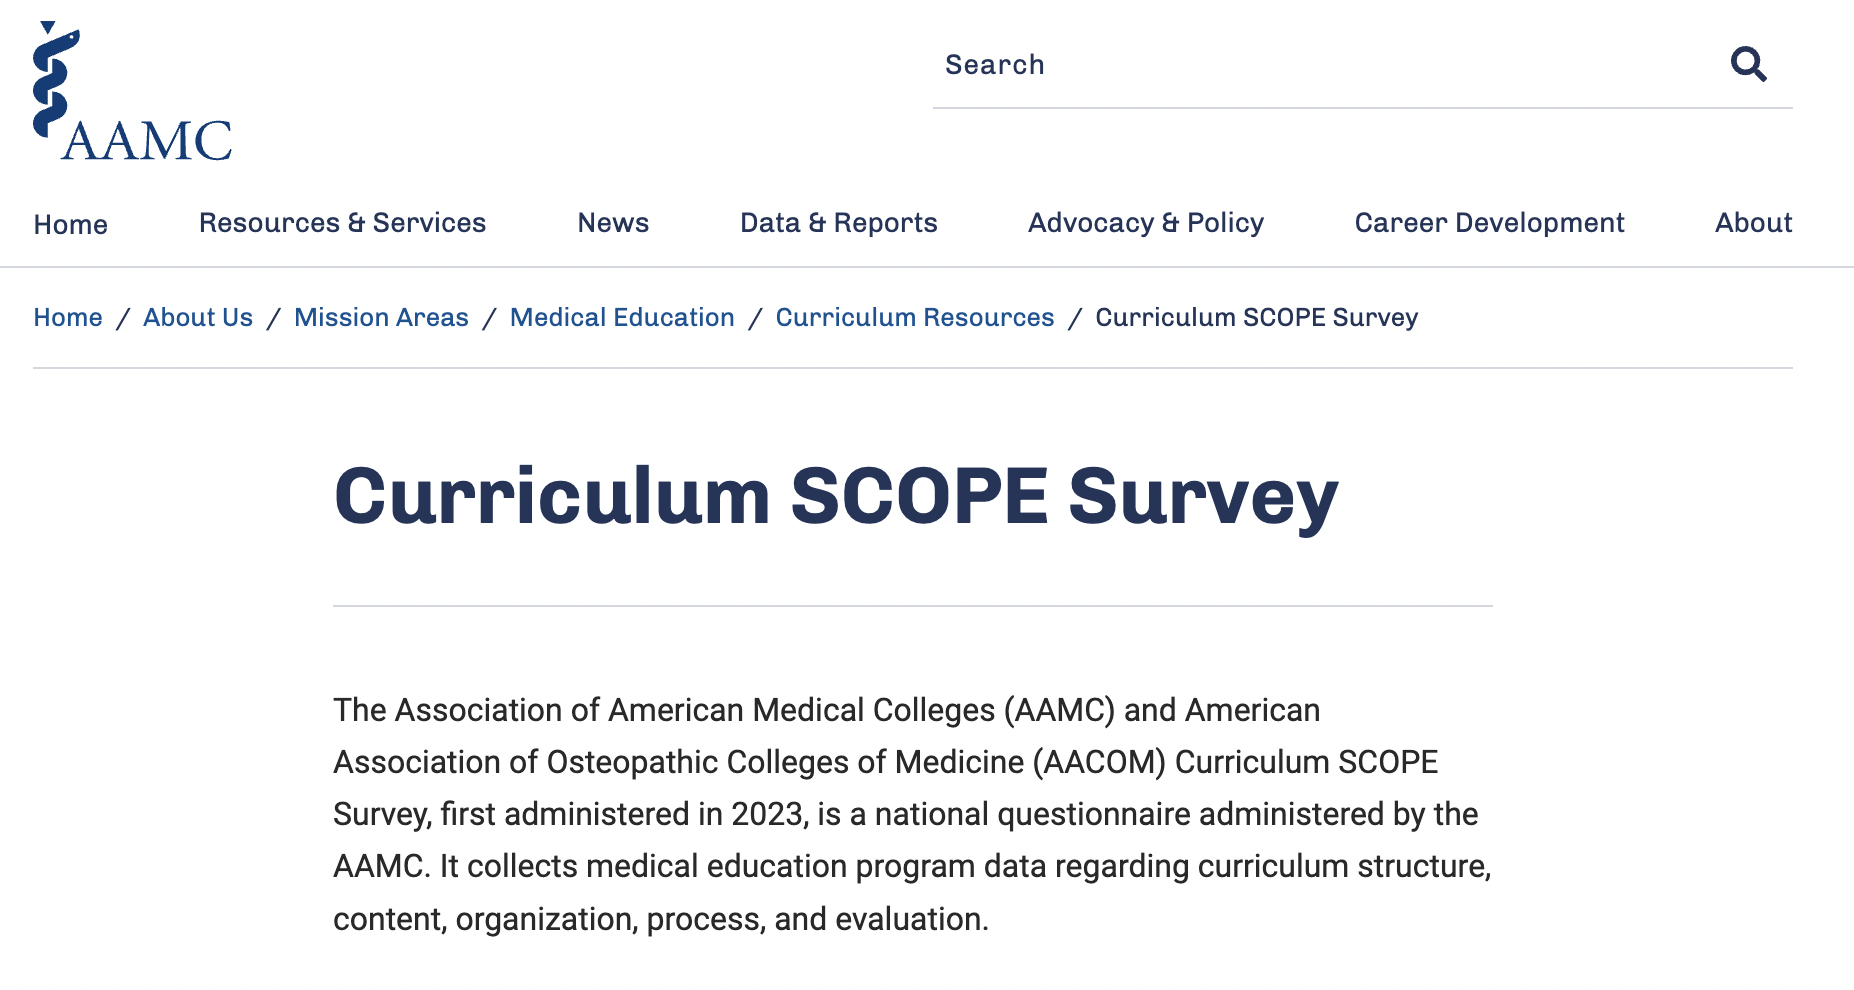 AAMC
Search
Home Resources & Services News Data & Reports Advocacy & Policy Career Development About
Home / About Us / Mission Areas / Medical Education / Curriculum Resources / Curriculum SCOPE Survey
Curriculum SCOPE Survey
The Association of American Medical Colleges (AAMC) and American
Association of Osteopathic Colleges of Medicine (AACOM) Curriculum SCOPE
Survey, first administered in 2023, is a national questionnaire administered by the
AAMC. It collects medical education program data regarding curriculum structure,
content, organization, process, and evaluation.